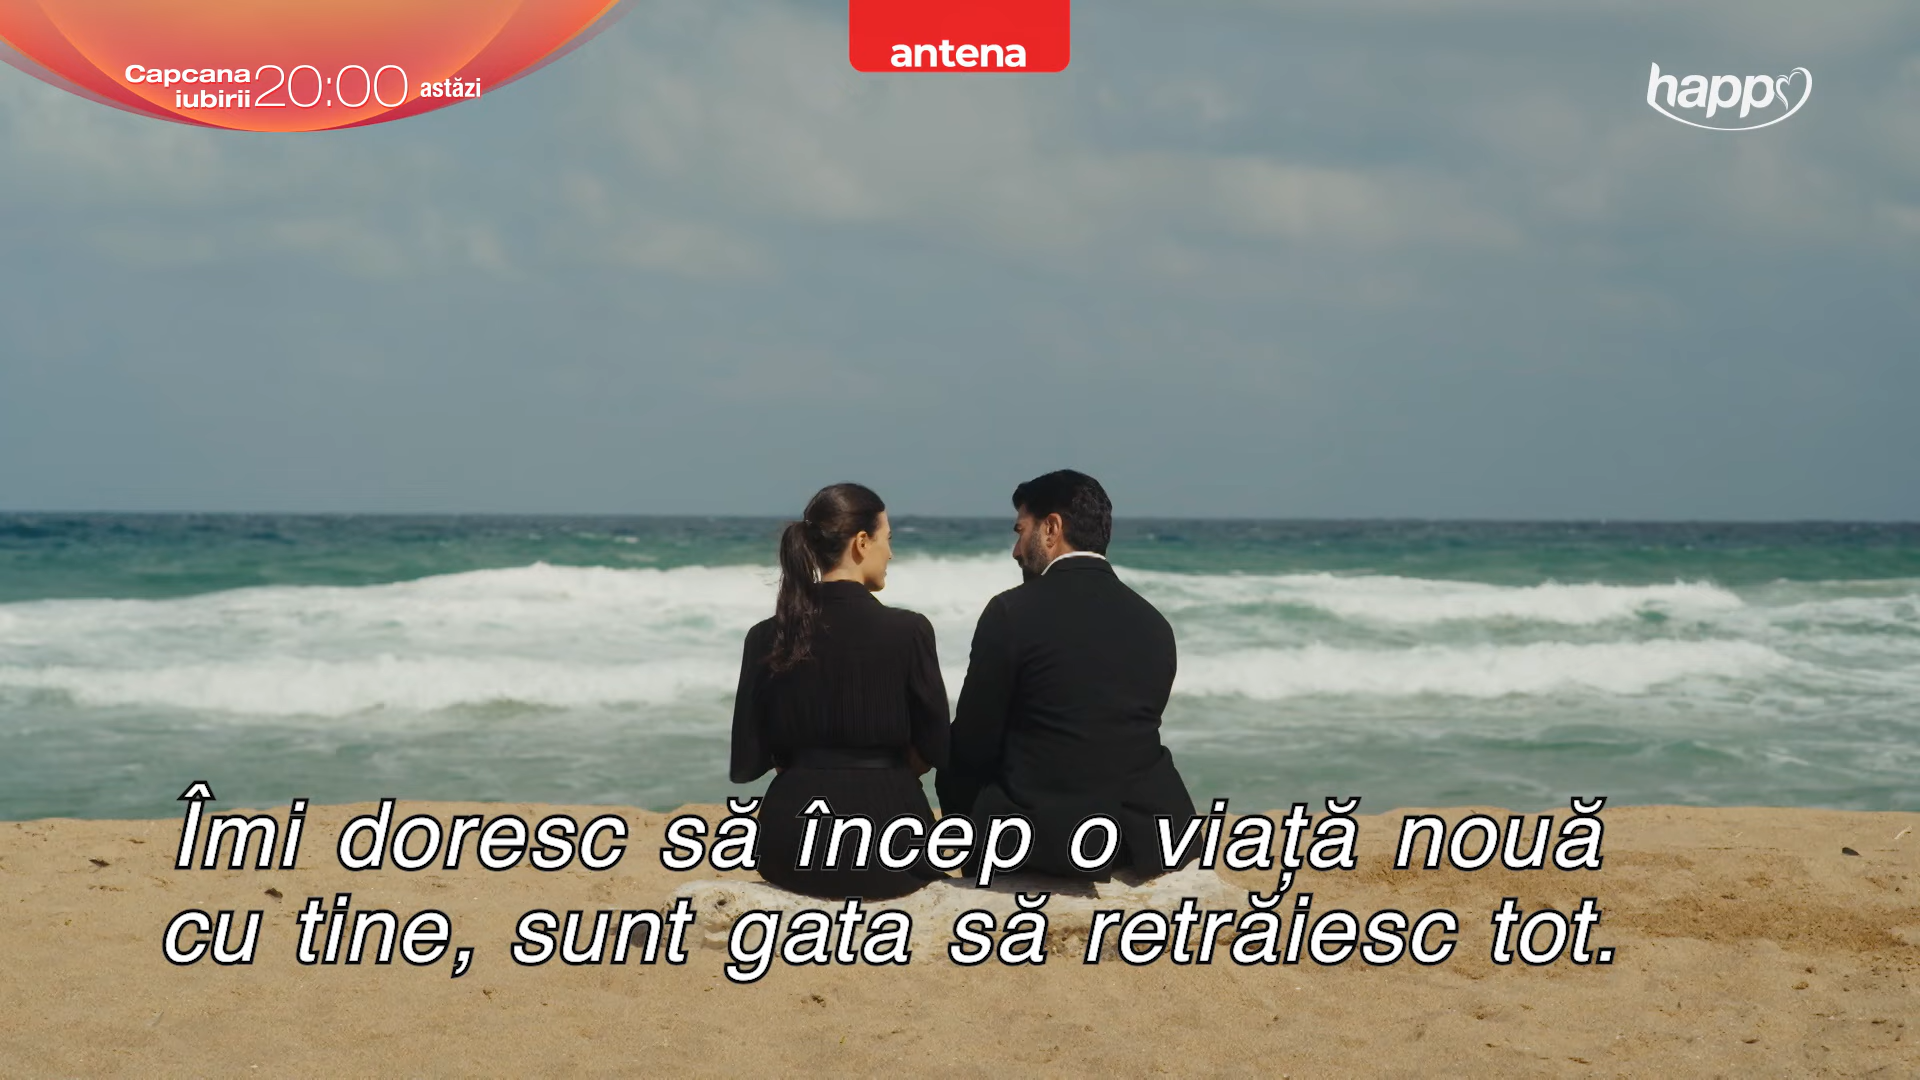 Capcana
iubirii 20:00 astăzi
antena
happy
Îmi doresc să încep o viață nouă
cu tine, sunt gata să retrăiesc tot.